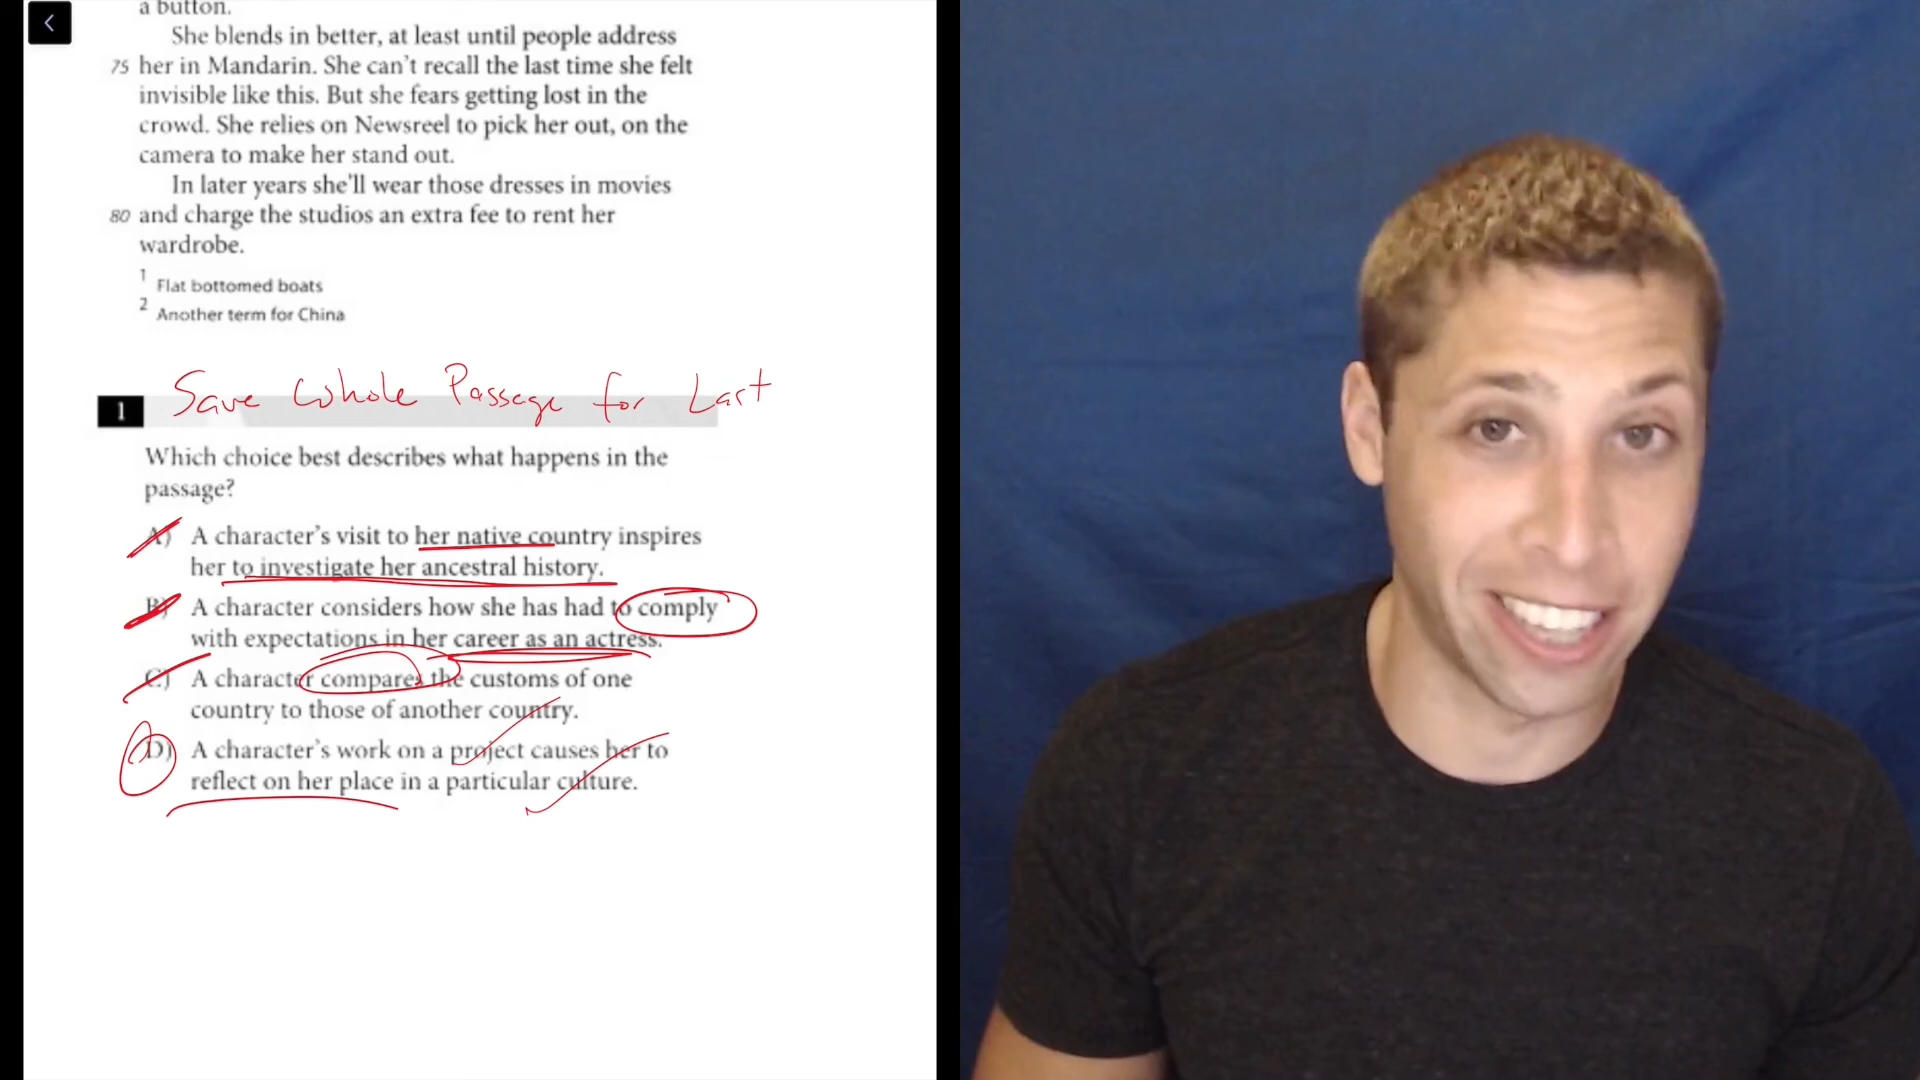 a button.
She blends in better, at least until people address
75 her in Mandarin. She can't recall the last time she felt
invisible like this. But she fears getting lost in the
crowd. She relies on Newsreel to pick her out, on the
camera to make her stand out.
In later years she'll wear those dresses in movies
80 and charge the studios an extra fee to rent her
wardrobe.
1 Flat bottomed boats
2 Another term for China
Save Whole Passage for Last
1
Which choice best describes what happens in the
passage?
A) A character's visit to her native country inspires
her to investigate her ancestral history.
B) A character considers how she has had to comply
with expectations in her career as an actress.
C) A character compares the customs of one
country to those of another country.
D) A character's work on a project causes her to
reflect on her place in a particular culture.